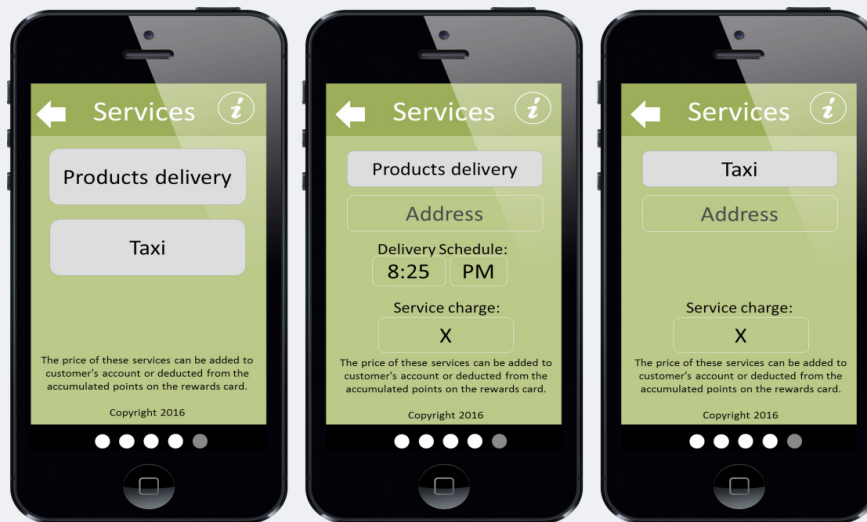 Services i
Products delivery
Taxi
The price of these services can be added to
customer's account or deducted from the
accumulated points on the rewards card.
Copyright 2016
Services i
Products delivery
Address
Delivery Schedule:
8:25 PM
Service charge:
X
The price of these services can be added to
customer's account or deducted from the
accumulated points on the rewards card.
Copyright 2016
Services i
Taxi
Address
Service charge:
X
The price of these services can be added to
customer's account or deducted from the
accumulated points on the rewards card.
Copyright 2016